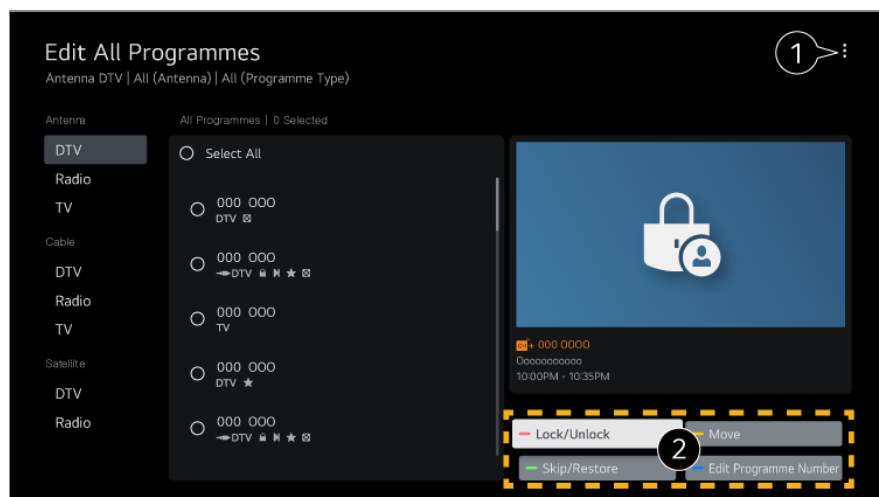 Edit All Programmes
1
Antenna DTV | All (Antenna) | All (Programme Type)
Antenna
DTV
Radio
TV
Cable
DTV
Radio
TV
Satellite
DTV
Radio
All Programmes | 0 Selected
Select All
000 000
DTV
000 000
DTV
000 000
TV
000 000
DTV
000 000
DTV
+ 000 0000
Ooooooooooo
10:00PM - 10:35PM
Lock/Unlock
Move
2
Skip/Restore
Edit Programme Number